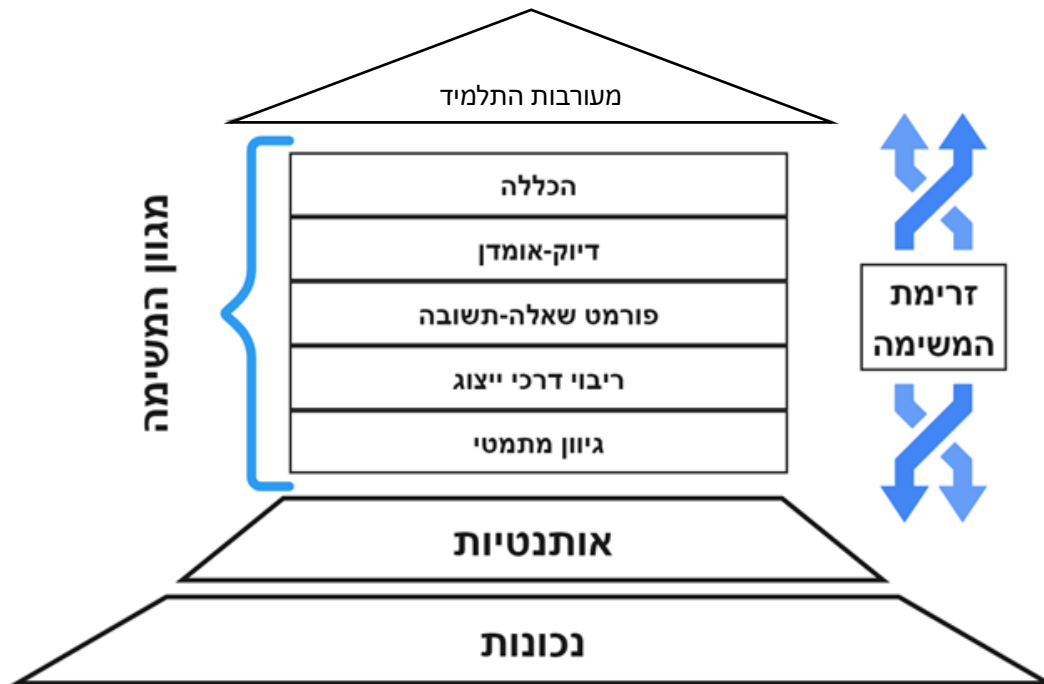 מעורבות התלמיד
מגוון המשימה
הכללה
דיוק-אומדן
פורמט שאלה-תשובה
ריבוי דרכי ייצוג
גיוון מתמטי
זרימת
המשימה
אותנטיות
נכונות